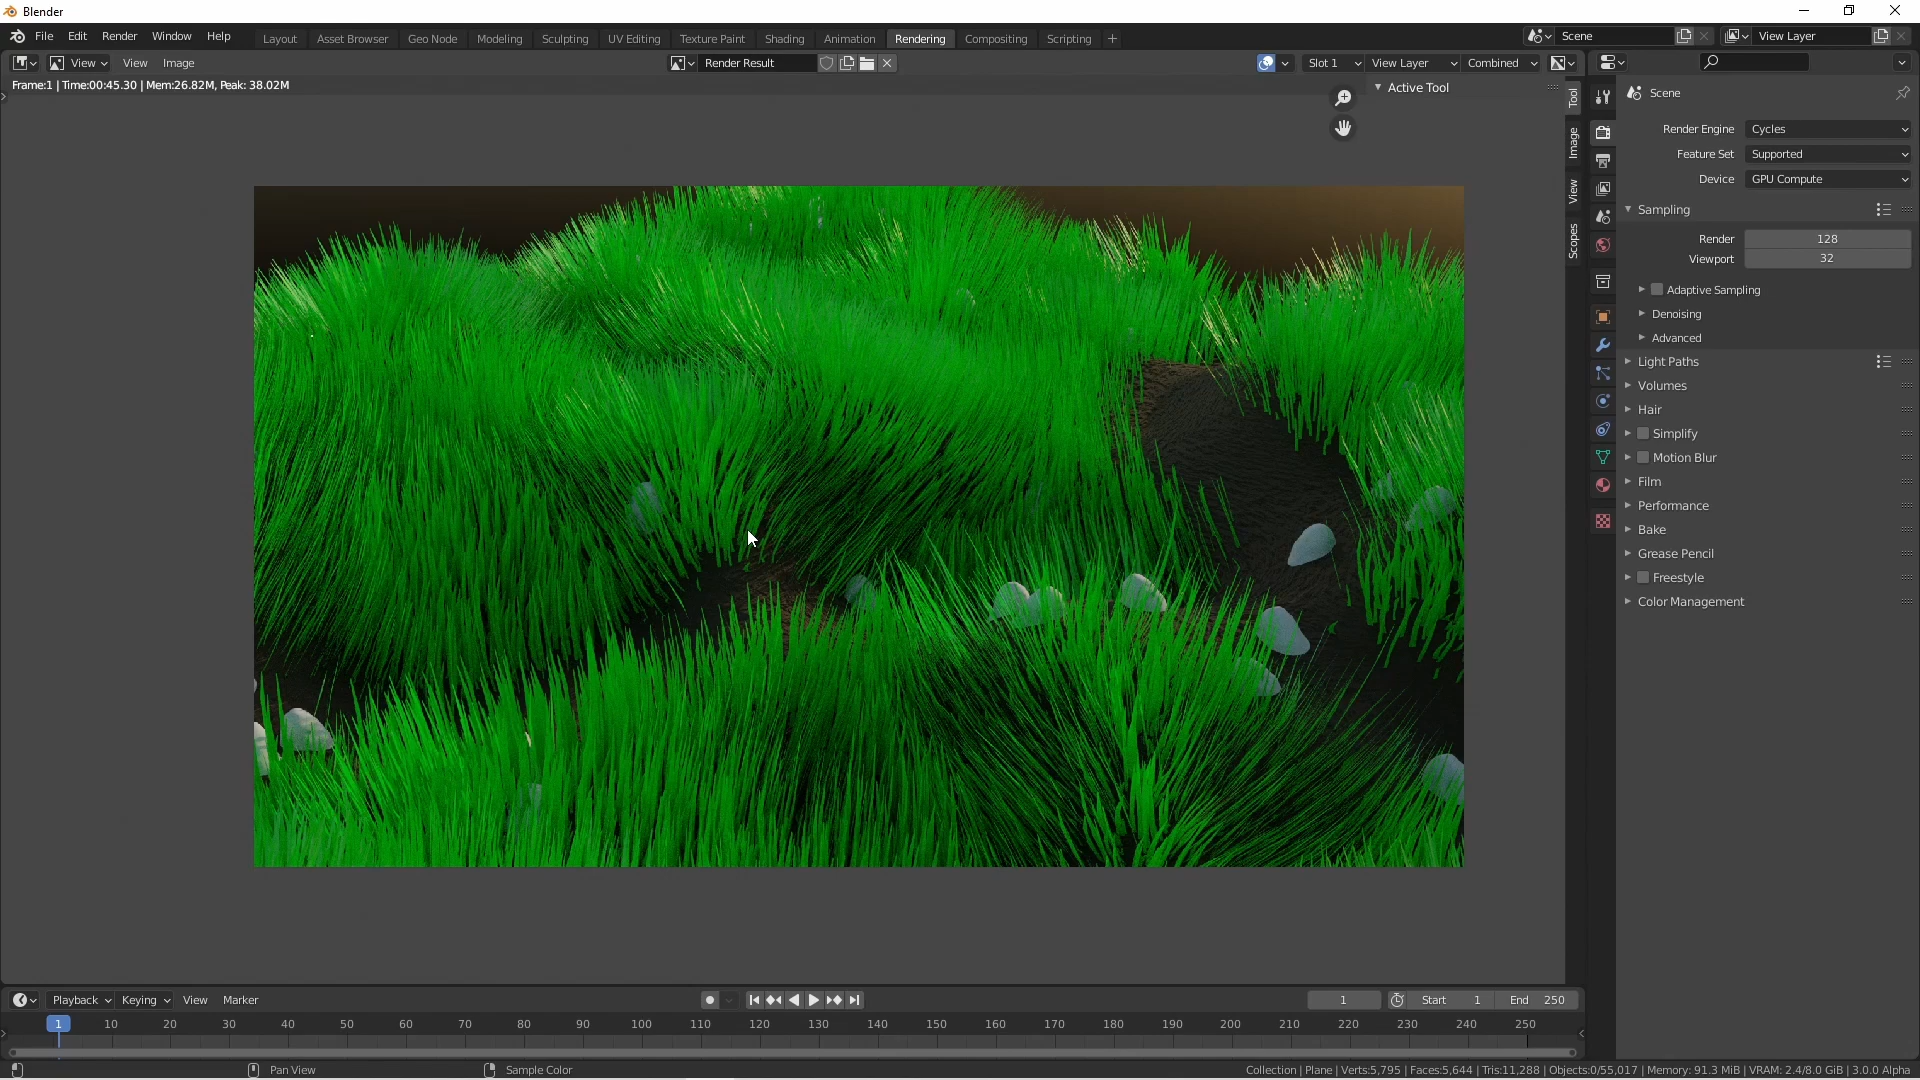 Blender
File Edit Render Window Help Layout Asset Browser Geo Node Modeling Sculpting UV Editing Texture Paint Shading Animation Rendering Compositing Scripting + Scene View Layer
View View Image Render Result Slot 1 View Layer Combined
Frame:1 | Time:00:45.30 | Mem:26.82M, Peak: 38.02M
Active Tool
Tool
Image
View
Scopes
Scene
Render Engine Cycles
Feature Set Supported
Device GPU Compute
Sampling
Render 128
Viewport 32
Adaptive Sampling
Denoising
Advanced
Light Paths
Volumes
Hair
Simplify
Motion Blur
Film
Performance
Bake
Grease Pencil
Freestyle
Color Management
Playback Keying View Marker 1 Start 1 End 250
1 10 20 30 40 50 60 70 80 90 100 110 120 130 140 150 160 170 180 190 200 210 220 230 240 250
Pan View Sample Color Collection | Plane | Verts:5,795 | Faces:5,644 | Tris:11,288 | Objects:0/55,017 | Memory: 91.3 MiB | VRAM: 2.4/8.0 GiB | 3.0.0 Alpha